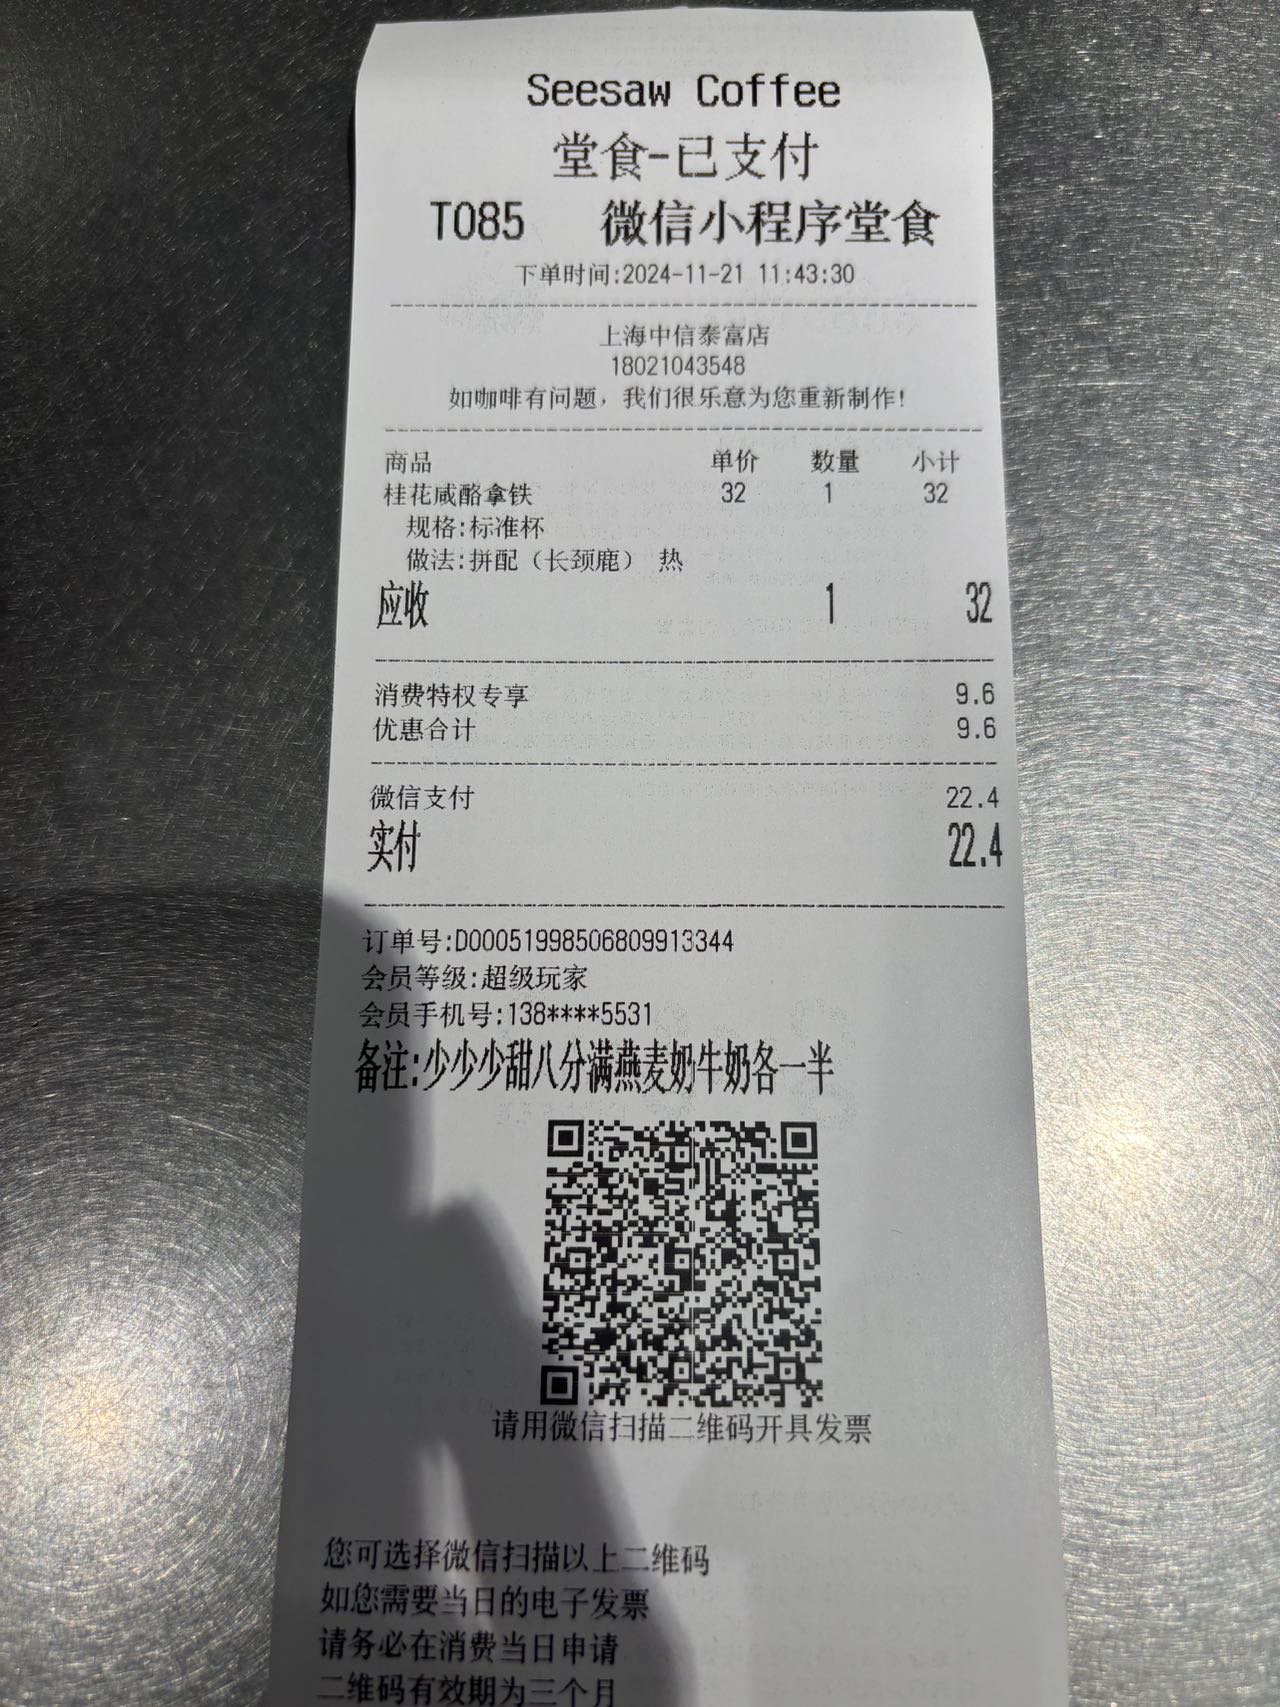 Seesaw Coffee
堂食-已支付
T085 微信小程序堂食
下单时间:2024-11-21 11:43:30
上海中信泰富店
18021043548
如咖啡有问题，我们很乐意为您重新制作!
商品 单价 数量 小计
桂花咸酪拿铁 32 1 32
规格:标准杯
做法:拼配（长颈鹿） 热
应收 1 32
消费特权专享 9.6
优惠合计 9.6
微信支付 22.4
实付 22.4
订单号:D00051998506809913344
会员等级:超级玩家
会员手机号:138****5531
备注:少少少甜八分满燕麦奶牛奶各一半
请用微信扫描二维码开具发票
您可选择微信扫描以上二维码
如您需要当日的电子发票
请务必在消费当日申请
二维码有效期为三个月